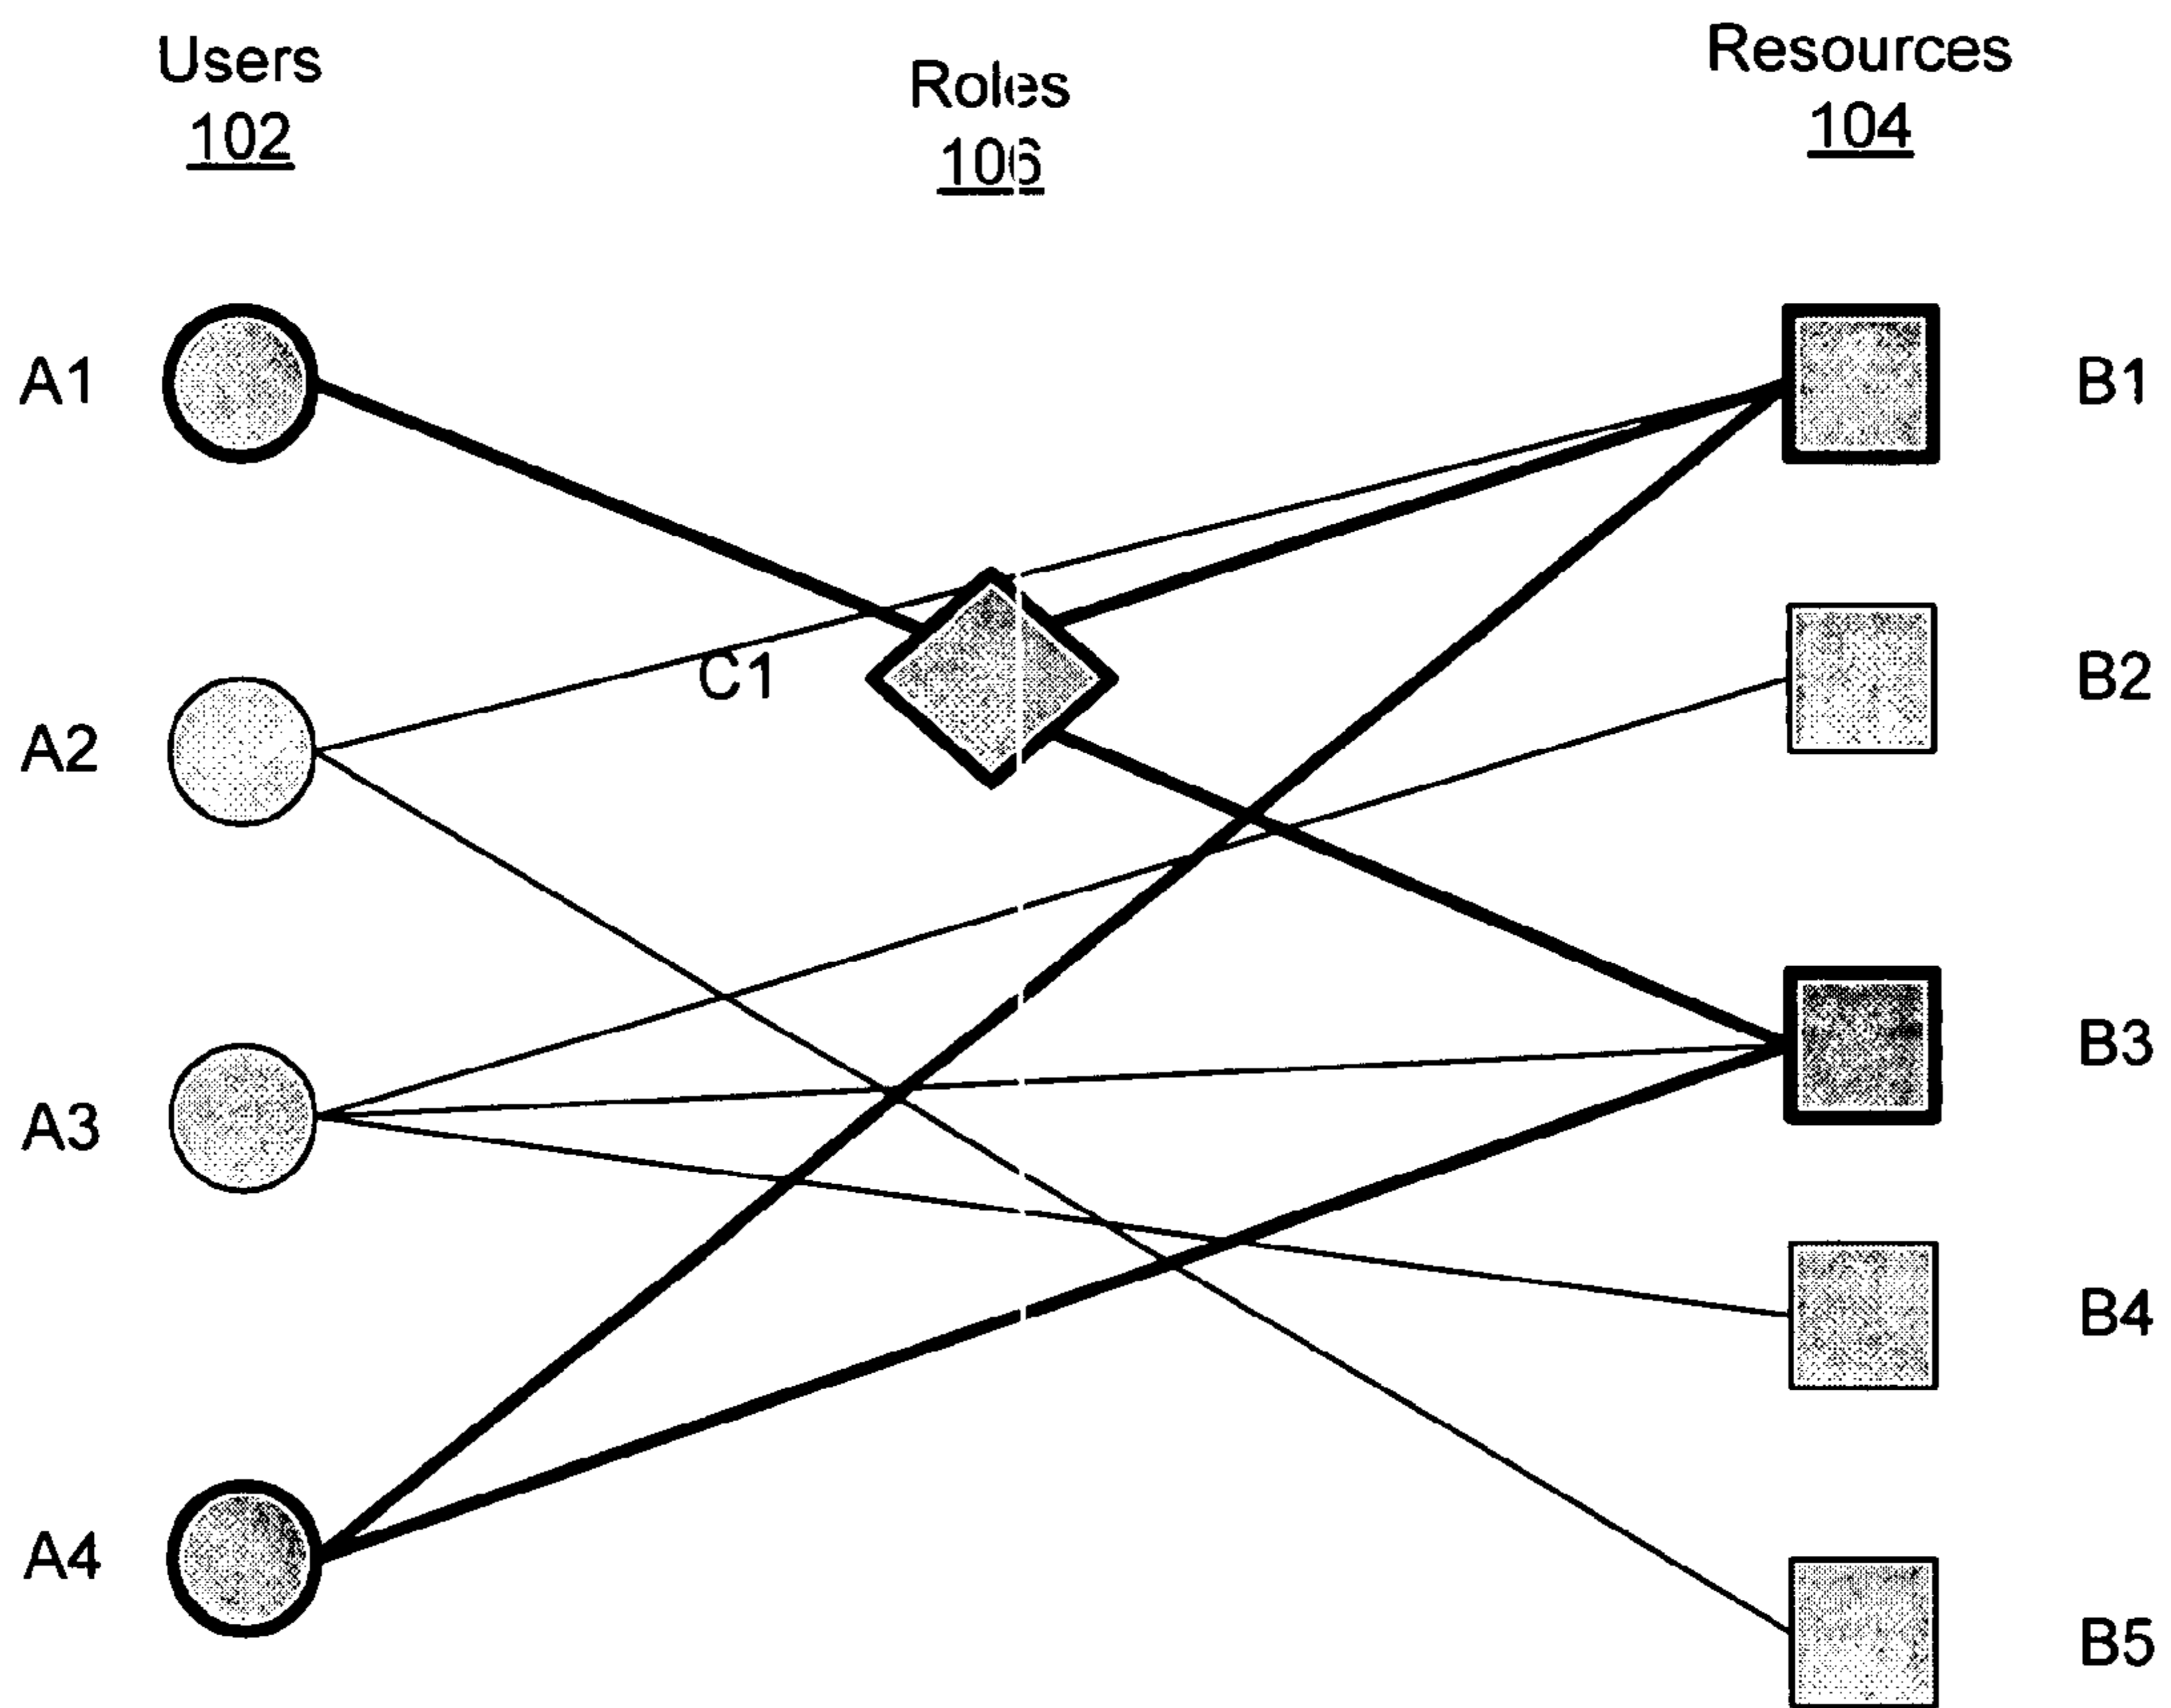 Users
102
Roles
106
Resources
104
A1
B1
C1
B2
A2
B3
A3
B4
A4
B5